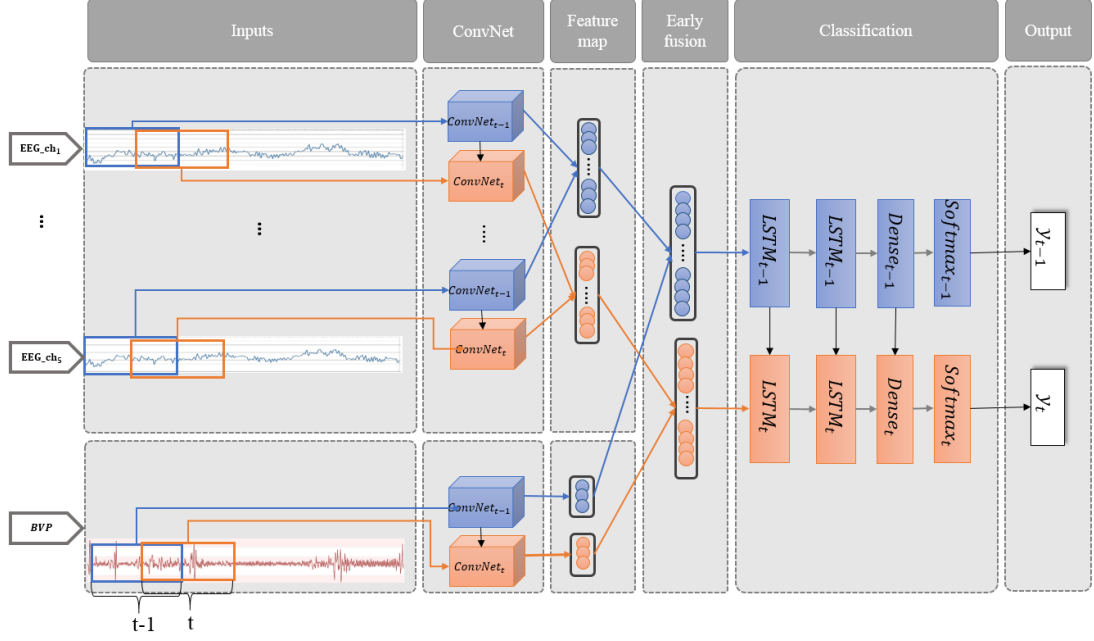 Inputs
ConvNet
Feature
map
Early
fusion
Classification
Output
EEG_ch₁
ConvNetₜ₋₁
ConvNetₜ
...
...
.....
EEG_ch₅
ConvNetₜ₋₁
ConvNetₜ
BVP
ConvNetₜ₋₁
ConvNetₜ
t-1
t
LSTMₜ₋₁
LSTMₜ₋₁
Denseₜ₋₁
Softmaxₜ₋₁
yₜ₋₁
LSTMₜ
LSTMₜ
Denseₜ
Softmaxₜ
yₜ